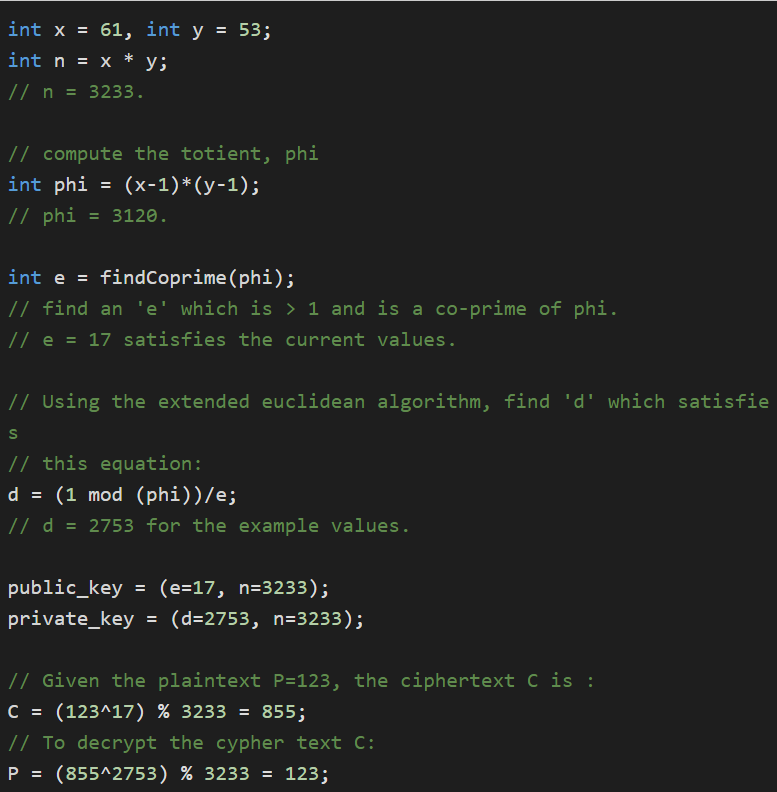 int x = 61, int y = 53;
int n = x * y;
// n = 3233.
// compute the totient, phi
int phi = (x-1)*(y-1);
// phi = 3120.
int e = findCoprime(phi);
// find an 'e' which is > 1 and is a co-prime of phi.
// e = 17 satisfies the current values.
// Using the extended euclidean algorithm, find 'd' which satisfie
s
// this equation:
d = (1 mod (phi))/e;
// d = 2753 for the example values.
public_key = (e=17, n=3233);
private_key = (d=2753, n=3233);
// Given the plaintext P=123, the ciphertext C is :
C = (123^17) % 3233 = 855;
// To decrypt the cypher text C:
P = (855^2753) % 3233 = 123;